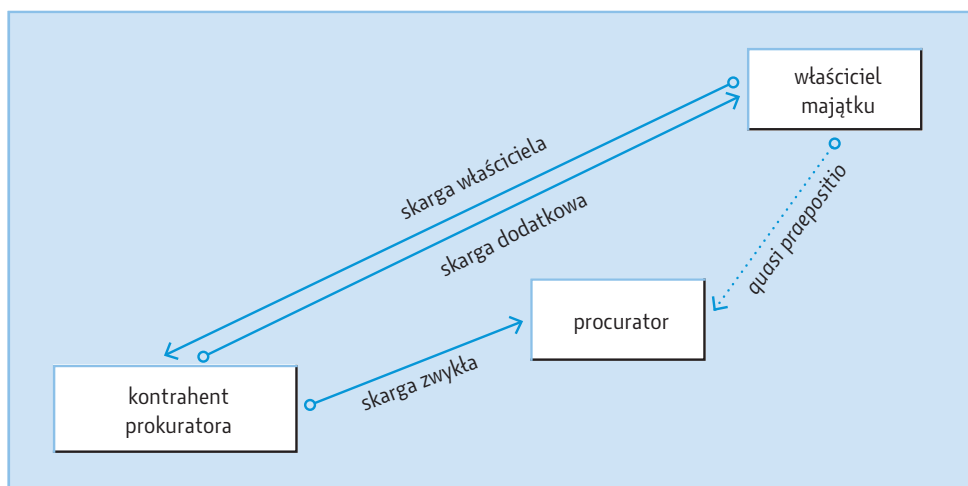 właściciel
majątku
skarga właściciela
skarga dodatkowa
quasi praepositio
procurator
skarga zwykła
kontrahent
prokuratora